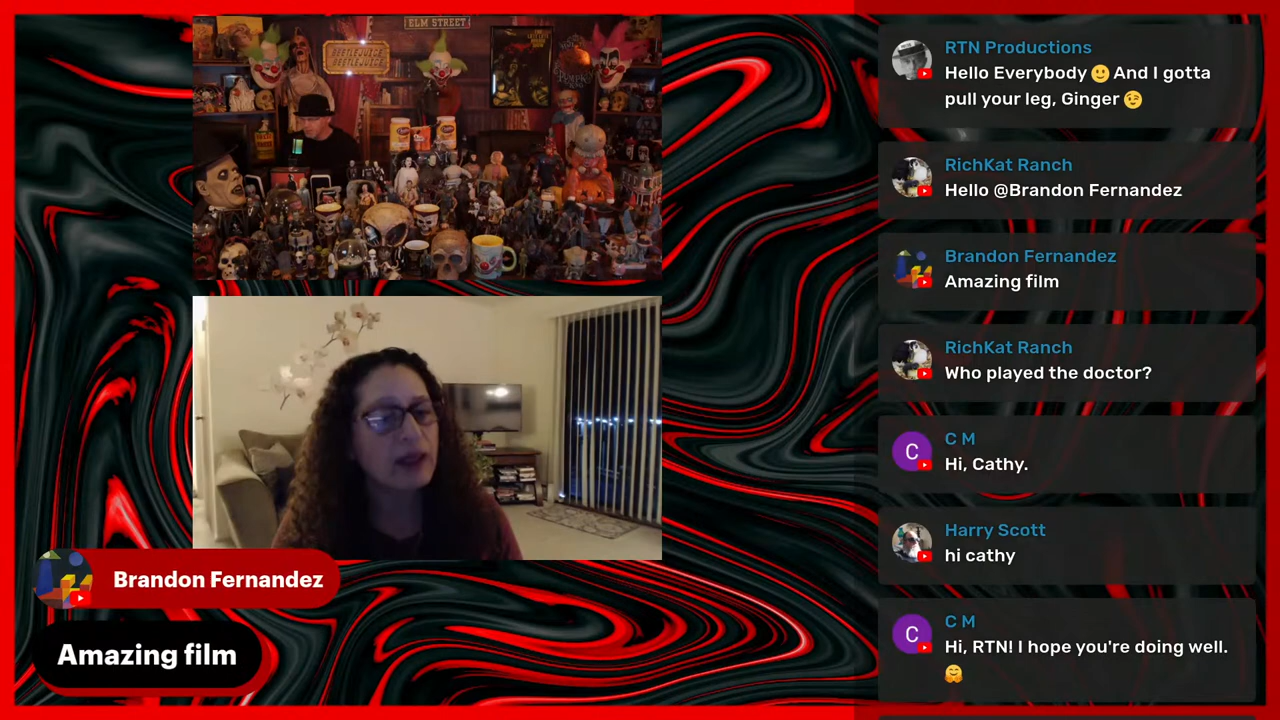 ELM STREET
BEETLEJUICE
BEETLEJUICE
RTN Productions
Hello Everybody 🙂 And I gotta
pull your leg, Ginger 😉
RichKat Ranch
Hello @Brandon Fernandez
Brandon Fernandez
Amazing film
RichKat Ranch
Who played the doctor?
C
C M
Hi, Cathy.
Harry Scott
hi cathy
C
C M
Hi, RTN! I hope you're doing well.
🤗
Brandon Fernandez
Amazing film